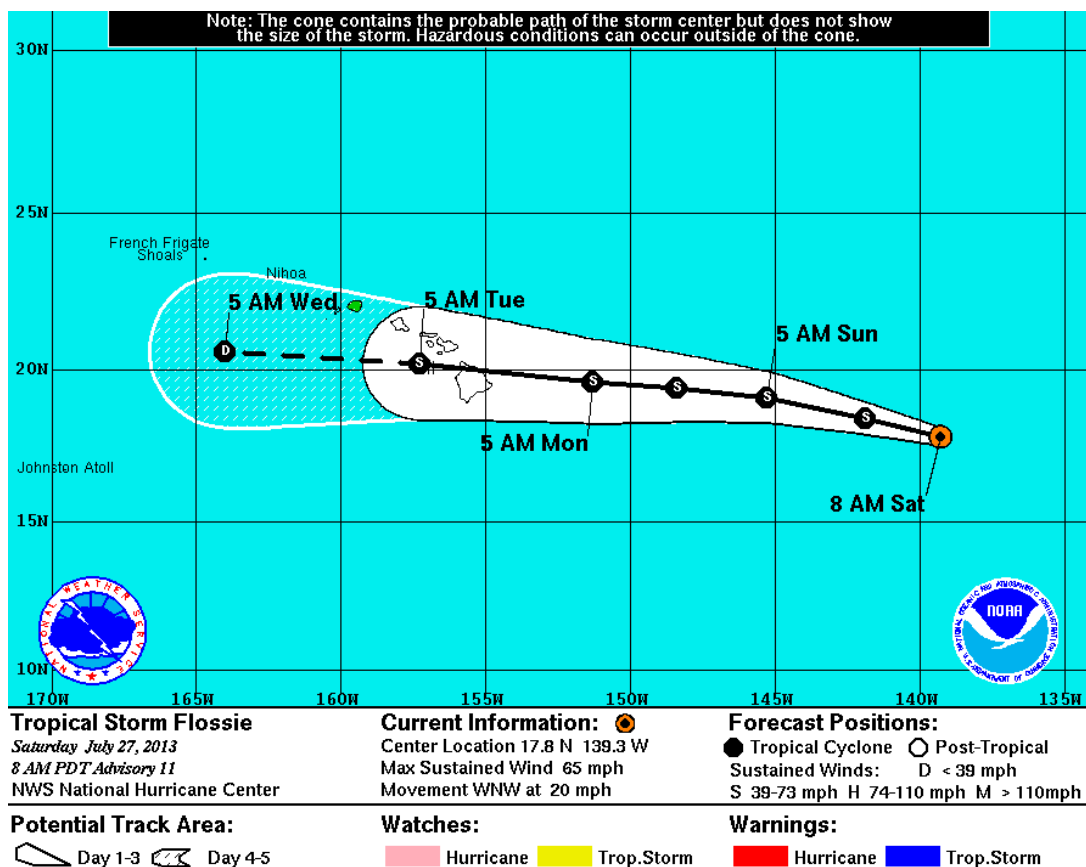 Note: The cone contains the probable path of the storm center but does not show
the size of the storm. Hazardous conditions can occur outside of the cone.
30N
25N
French Frigate
Shoals
Nihoa
5 AM Wed
5 AM Tue
5 AM Sun
D
20N
S
S
S
S
S
5 AM Mon
Johnston Atoll
8 AM Sat
15N
NATIONAL WEATHER SERVICE
NOAA
10N
170W
165W
160W
155W
150W
145W
140W
135W
Tropical Storm Flossie
Saturday July 27, 2013
8 AM PDT Advisory 11
NWS National Hurricane Center
Current Information:
Center Location 17.8 N 139.3 W
Max Sustained Wind 65 mph
Movement WNW at 20 mph
Forecast Positions:
Tropical Cyclone Post-Tropical
Sustained Winds: D < 39 mph
S 39-73 mph H 74-110 mph M > 110mph
Potential Track Area:
Day 1-3 Day 4-5
Watches:
Hurricane Trop.Storm
Warnings:
Hurricane Trop.Storm